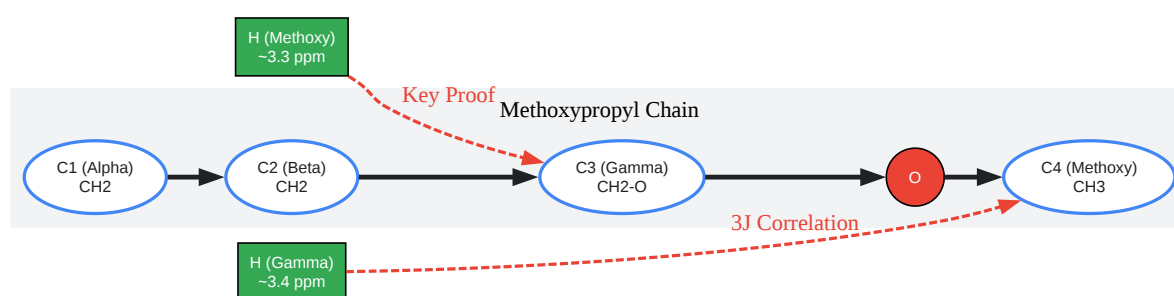 H (Methoxy)
~3.3 ppm
Key Proof
Methoxypropyl Chain
C1 (Alpha)
CH2
C2 (Beta)
CH2
C3 (Gamma)
CH2-O
O
C4 (Methoxy)
CH3
3J Correlation
H (Gamma)
~3.4 ppm